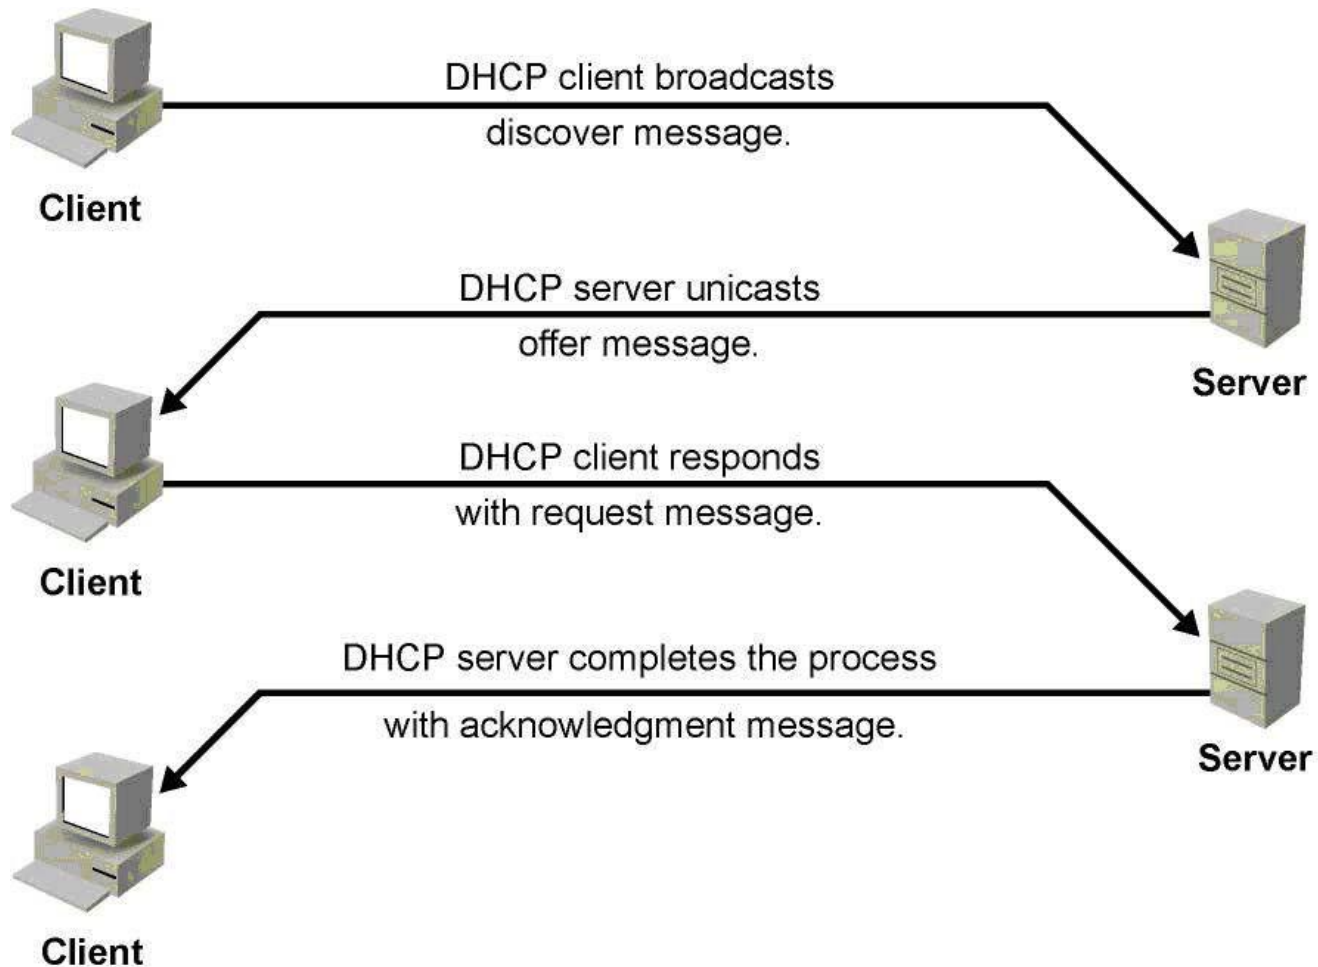 DHCP client broadcasts
discover message.
Client
DHCP server unicasts
offer message.
Server
DHCP client responds
with request message.
Client
DHCP server completes the process
with acknowledgment message.
Server
Client